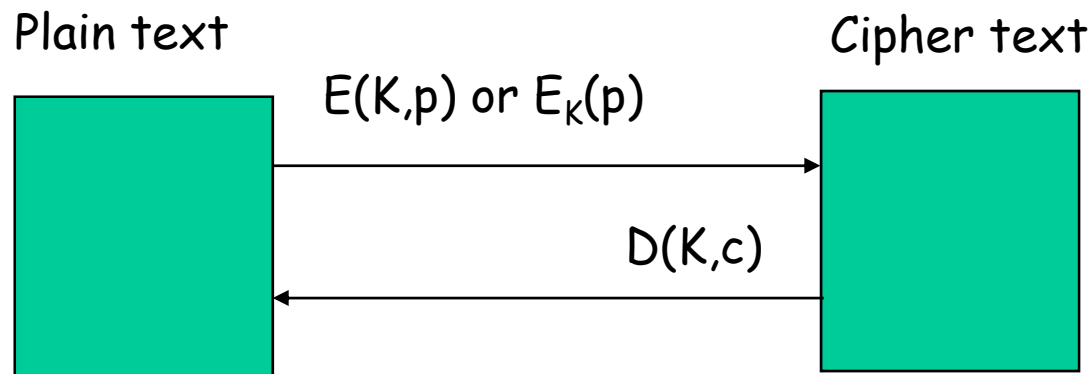 Plain text
Cipher text
E(K,p) or E_K(p)
D(K,c)